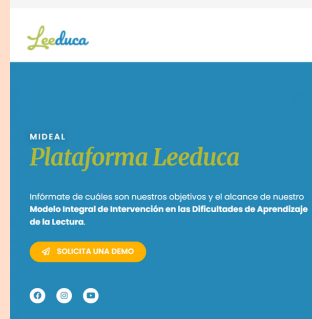 Leeduca
MIDEAL
Plataforma Leeduca
Infórmate de cuáles son nuestros objetivos y el alcance de nuestro
Modelo Integral de Intervención en las Dificultades de Aprendizaje
de la Lectura.
SOLICITA UNA DEMO